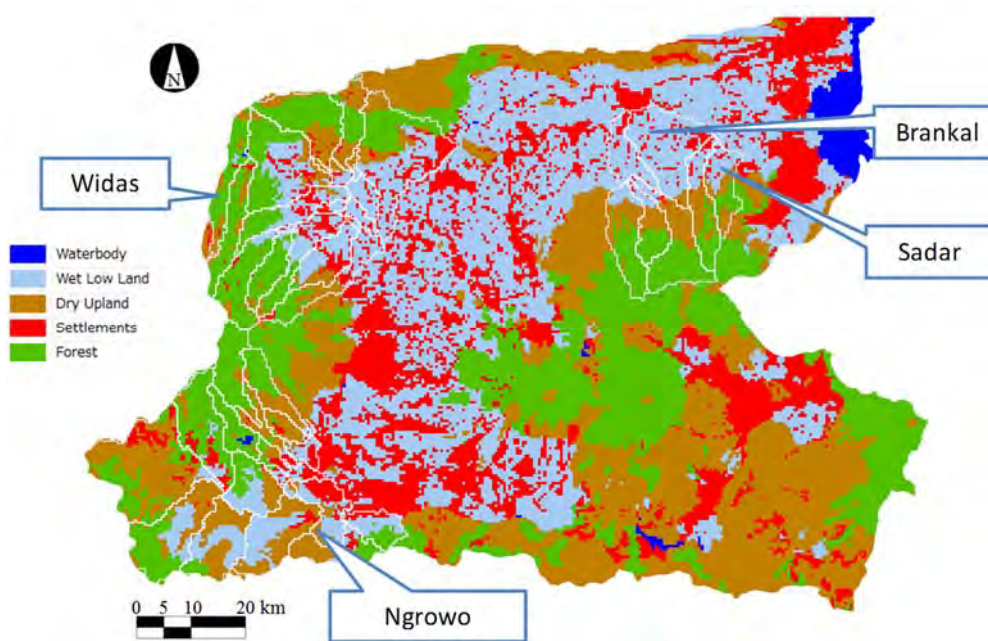 N
Brankal
Widas
Sadar
Waterbody
Wet Low Land
Dry Upland
Settlements
Forest
Ngrowo
0 5 10 20 km